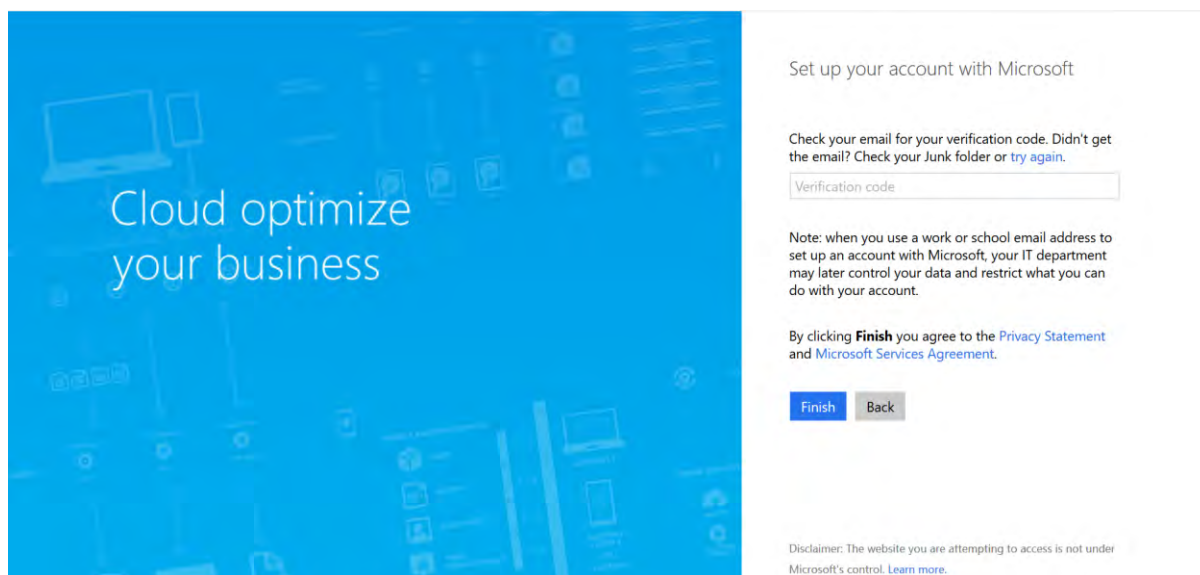 Cloud optimize
your business
Set up your account with Microsoft
Check your email for your verification code. Didn't get
the email? Check your Junk folder or try again.
Verification code
Note: when you use a work or school email address to
set up an account with Microsoft, your IT department
may later control your data and restrict what you can
do with your account.
By clicking Finish you agree to the Privacy Statement
and Microsoft Services Agreement.
Finish Back
Disclaimer: The website you are attempting to access is not under
Microsoft's control. Learn more.